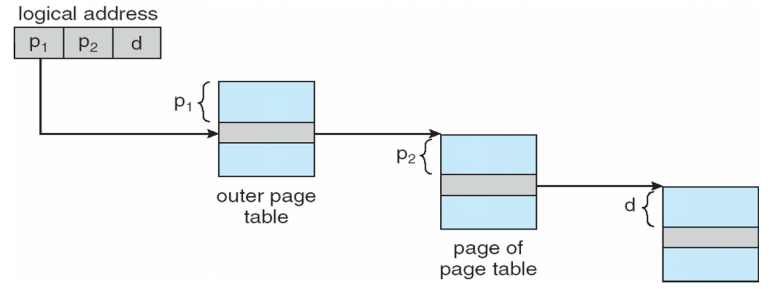 logical address
p₁ p₂ d
p₁
outer page
table
p₂
page of
page table
d